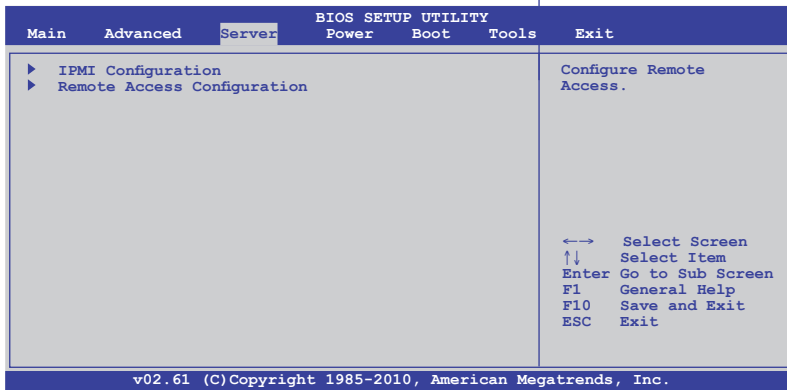 BIOS SETUP UTILITY
Main Advanced Server Power Boot Tools Exit
IPMI Configuration
Remote Access Configuration
Configure Remote
Access.
←→ Select Screen
↑↓ Select Item
Enter Go to Sub Screen
F1 General Help
F10 Save and Exit
ESC Exit
v02.61 (C)Copyright 1985-2010, American Megatrends, Inc.